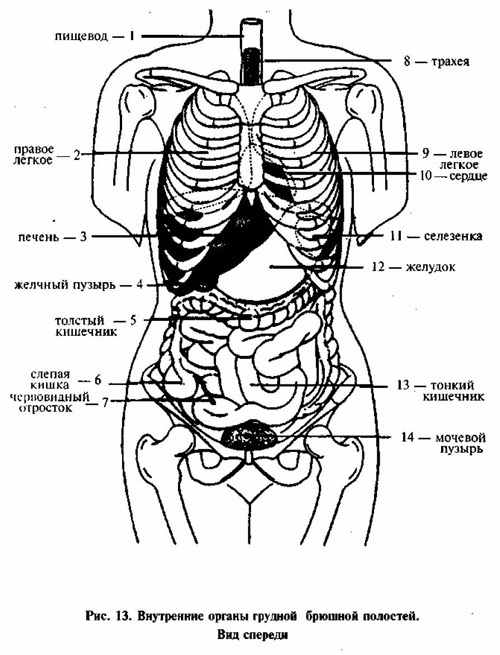 пищевод — 1
8 — трахея
правое
легкое — 2
9 — левое
легкое
10 — сердце
печень — 3
11 — селезенка
12 — желудок
желчный пузырь — 4
толстый — 5
кишечник
слепая
кишка — 6
червовидный
отросток — 7
13 — тонкий
кишечник
14 — мочевой
пузырь
Рис. 13. Внутренние органы грудной брюшной полостей.
Вид спереди